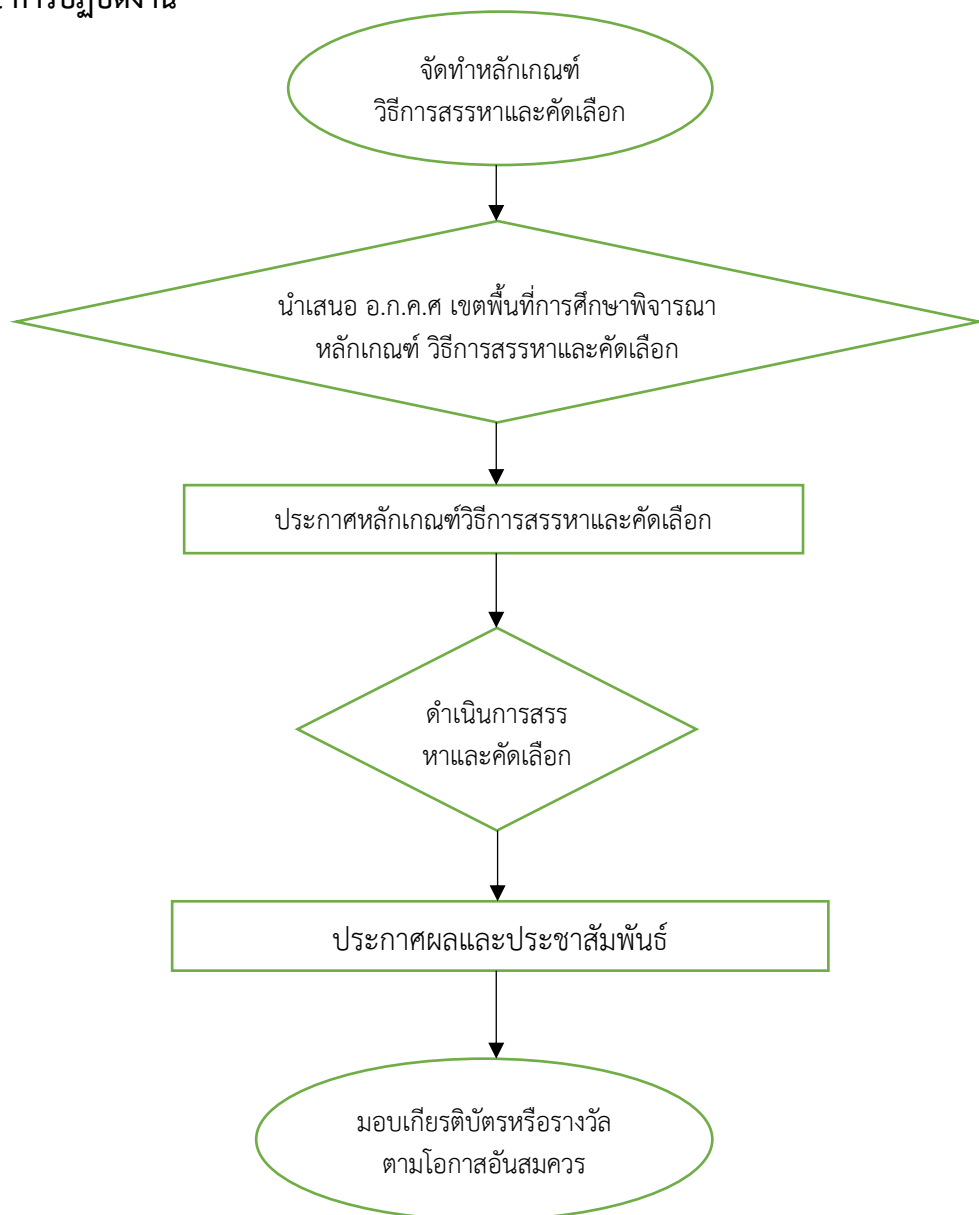 การปฏิบัติงาน
จัดทำหลักเกณฑ์
วิธีการสรรหาและคัดเลือก
นำเสนอ อ.ก.ค.ศ เขตพื้นที่การศึกษาพิจารณา
หลักเกณฑ์ วิธีการสรรหาและคัดเลือก
ประกาศหลักเกณฑ์วิธีการสรรหาและคัดเลือก
ดำเนินการสรร
หาและคัดเลือก
ประกาศผลและประชาสัมพันธ์
มอบเกียรติบัตรหรือรางวัล
ตามโอกาสอันสมควร